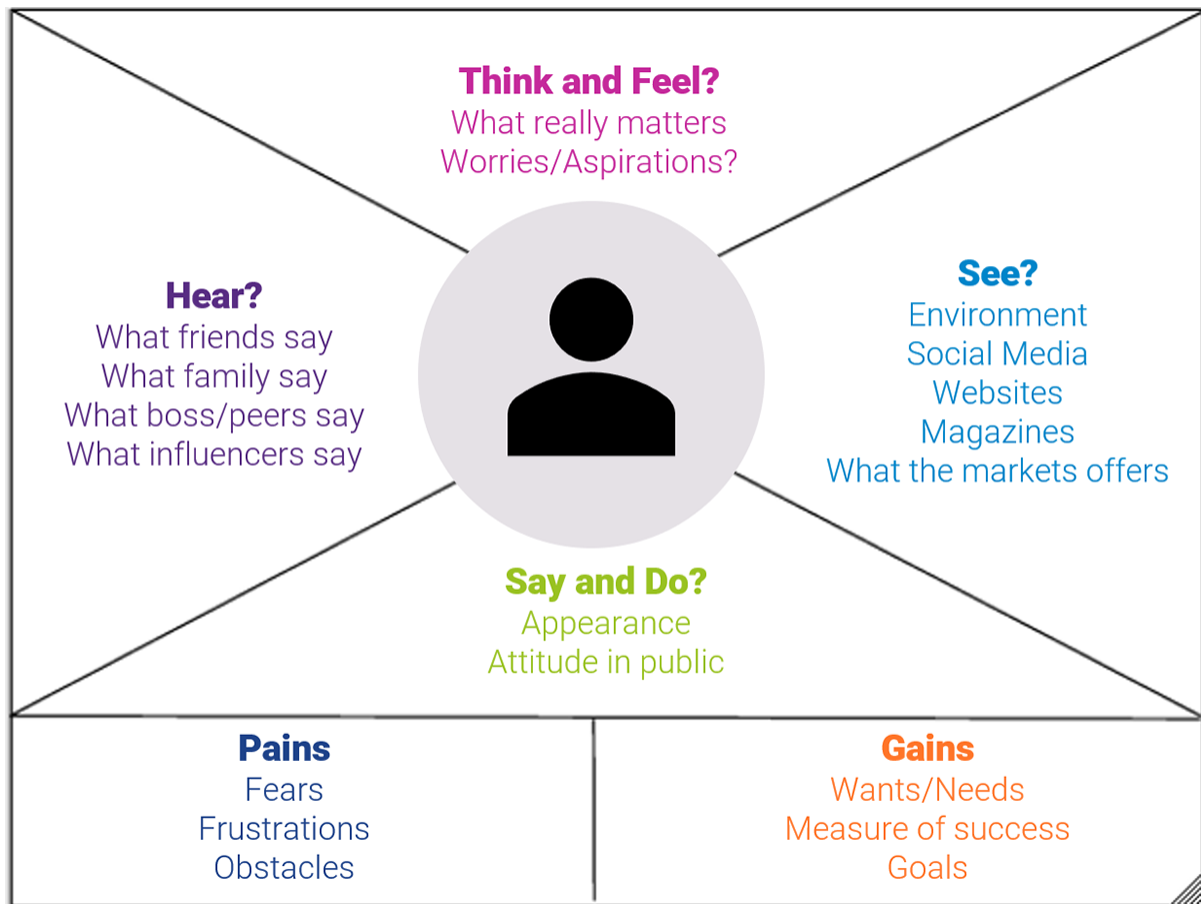 Think and Feel?
What really matters
Worries/Aspirations?
Hear?
What friends say
What family say
What boss/peers say
What influencers say
See?
Environment
Social Media
Websites
Magazines
What the markets offers
Say and Do?
Appearance
Attitude in public
Pains
Fears
Frustrations
Obstacles
Gains
Wants/Needs
Measure of success
Goals